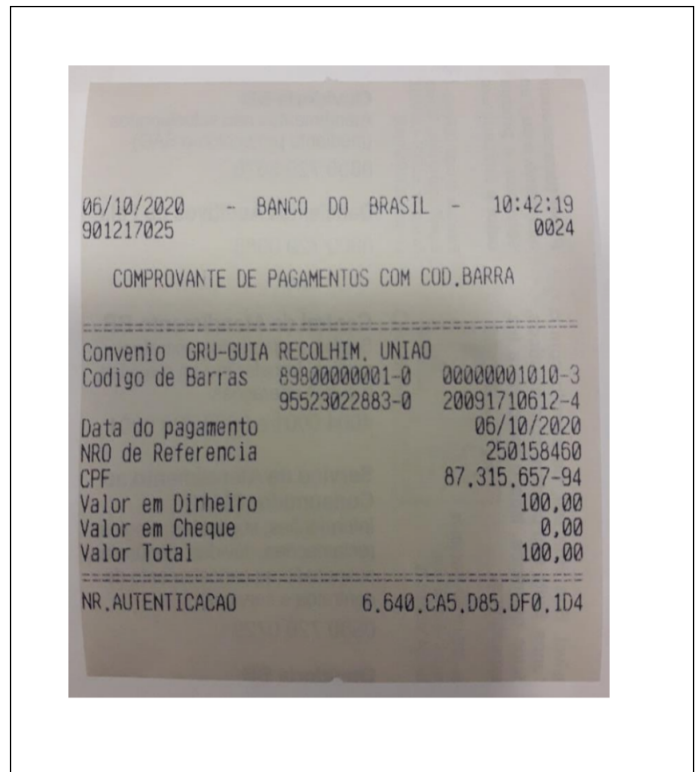 06/10/2020 - BANCO DO BRASIL - 10:42:19
901217025 0024
COMPROVANTE DE PAGAMENTOS COM COD.BARRA
Convenio GRU-GUIA RECOLHIM. UNIAO
Codigo de Barras 89800000001-0 00000001010-3
95523022883-0 20091710612-4
Data do pagamento 06/10/2020
NRO de Referencia 250158460
CPF 87.315.657-94
Valor em Dirheiro 100,00
Valor em Cheque 0,00
Valor Total 100,00
NR.AUTENTICACAO 6.640.CA5.D85.DF0.1D4